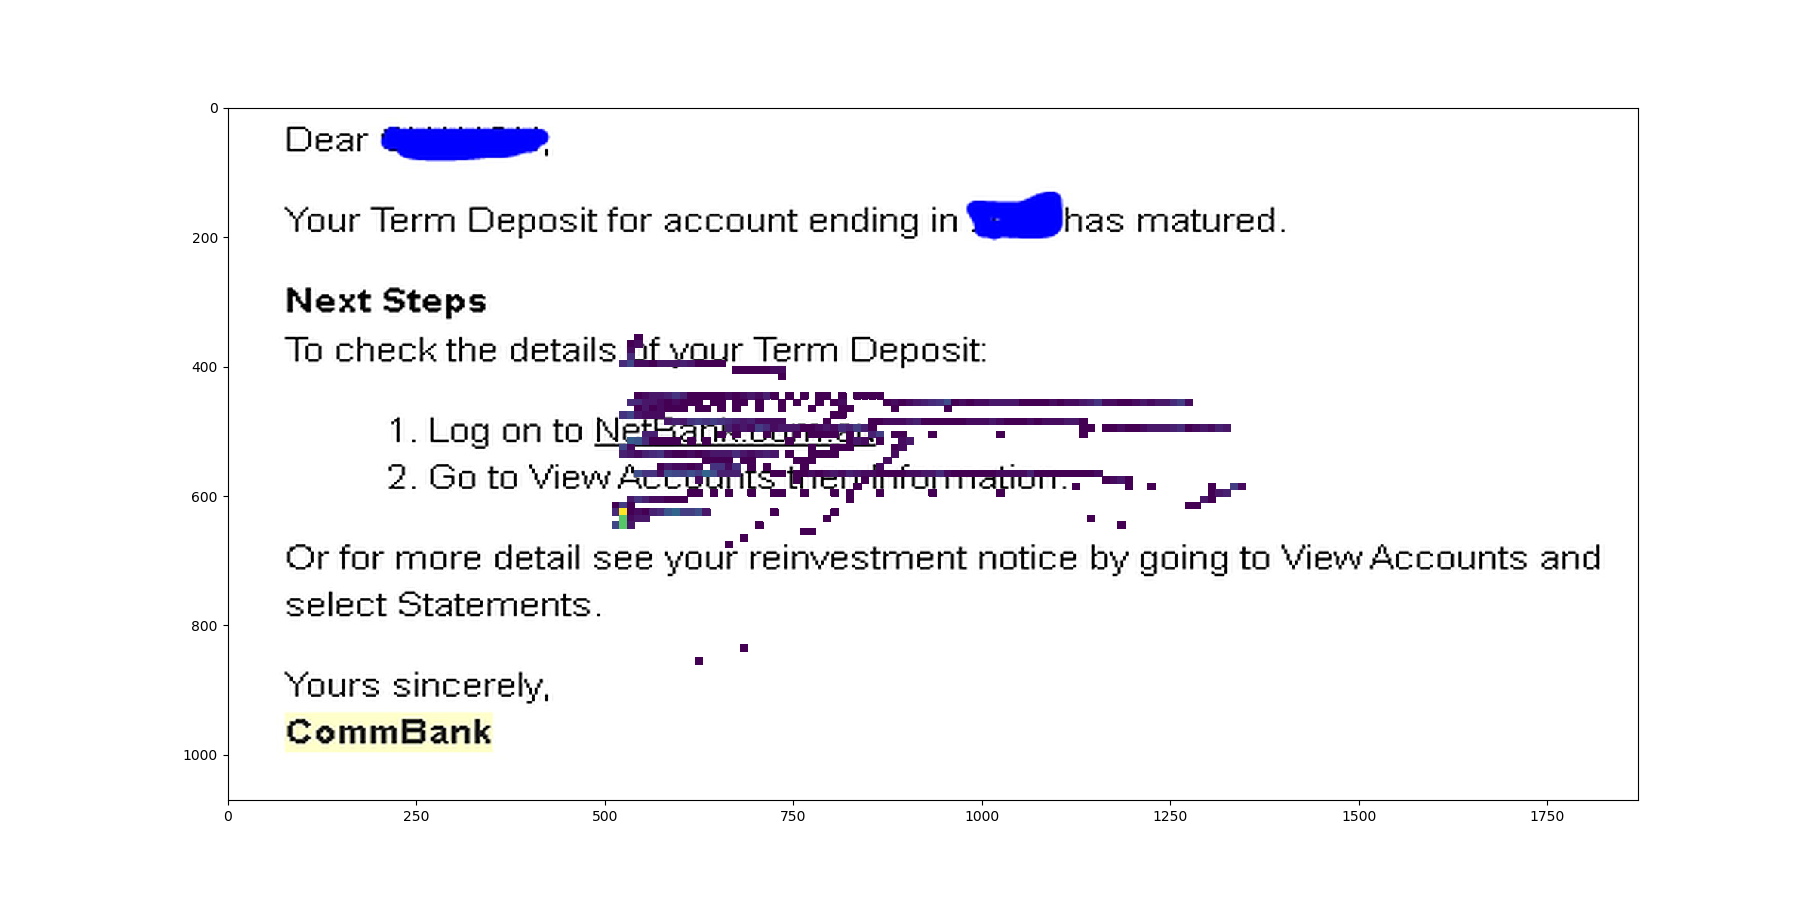 Dear ,
Your Term Deposit for account ending in has matured.
Next Steps
To check the details of your Term Deposit:
1. Log on to NetBank.com.au
2. Go to View Accounts then Information.
Or for more detail see your reinvestment notice by going to View Accounts and
select Statements.
Yours sincerely,
CommBank
0
200
400
600
800
1000
0 250 500 750 1000 1250 1500 1750